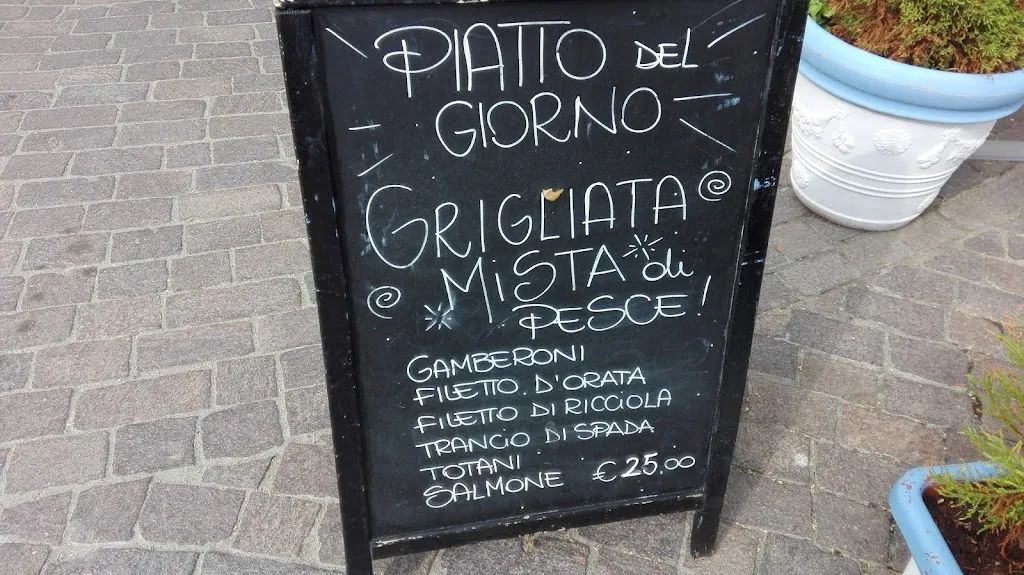 PIATTO DEL
GIORNO
GRIGLIATA
MISTA di
PESCE!
GAMBERONI
FILETTO. D'ORATA
FILETTO DI RICCIOLA
TRANCIO DI SPADA
TOTANI
SALMONE € 25.00